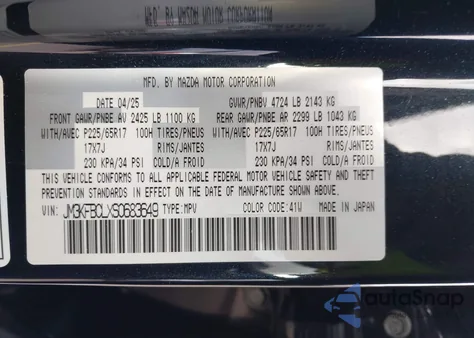 MFD. BY MAZDA MOTOR CORPORATION
DATE 04/25 GVWR/PNBV 4724 LB 2143 KG
FRONT GAWR/PNBE AV 2425 LB 1100 KG REAR GAWR/PNBE AR 2299 LB 1043 KG
WITH/AVEC P225/65R17 100H TIRES/PNEUS WITH/AVEC P225/65R17 100H TIRES/PNEUS
17X7J RIMS/JANTES 17X7J RIMS/JANTES
230 KPA/34 PSI COLD/A FROID 230 KPA/34 PSI COLD/A FROID
THIS VEHICLE CONFORMS TO ALL APPLICABLE FEDERAL MOTOR VEHICLE SAFETY AND THEFT
PREVENTION STANDARDS IN EFFECT ON THE DATE OF MANUFACTURE SHOWN ABOVE.
VIN: JM3KFBCLXS0683649 TYPE: MPV COLOR: 41W MADE IN JAPAN
autoSnap